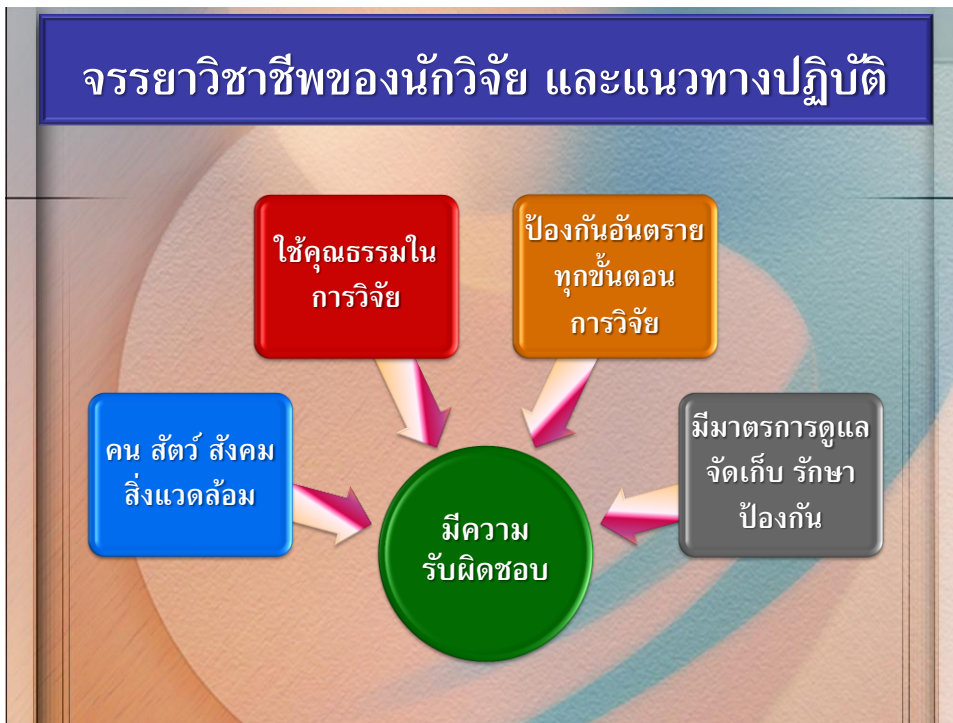 จรรยาวิชาชีพของนักวิจัย และแนวทางปฏิบัติ
ใช้คุณธรรมใน
การวิจัย
ป้องกันอันตราย
ทุกขั้นตอน
การวิจัย
คน สัตว์ สังคม
สิ่งแวดล้อม
มีมาตรการดูแล
จัดเก็บ รักษา
ป้องกัน
มีความ
รับผิดชอบ